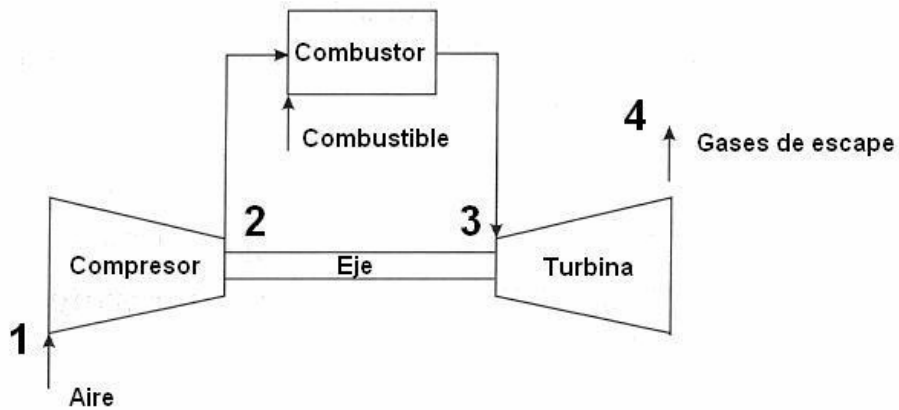 Combustor
Combustible
4
Gases de escape
2
3
Compresor
Eje
Turbina
1
Aire